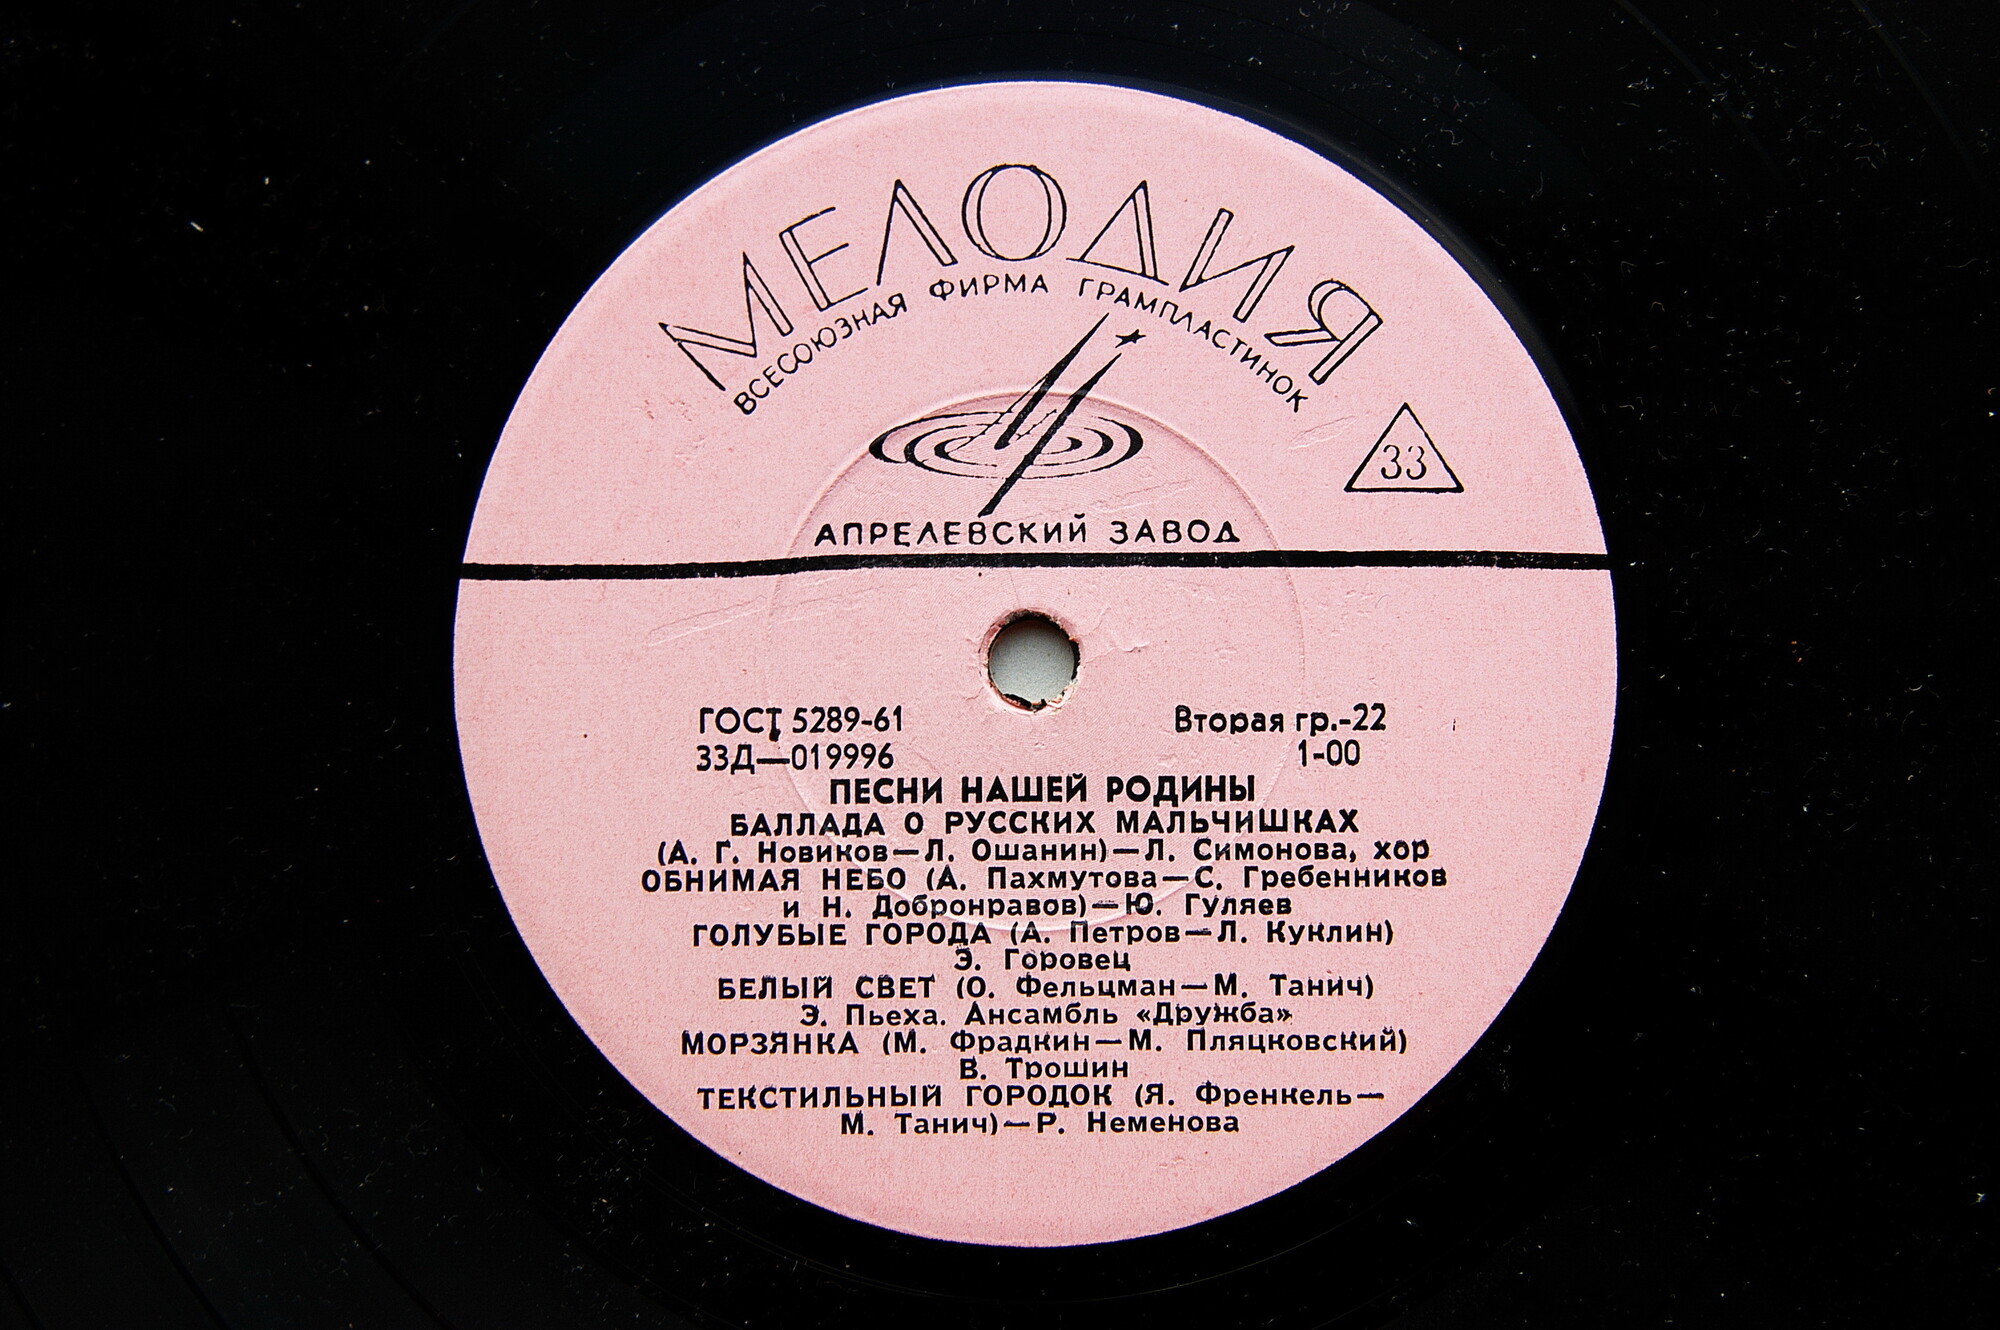 МЕЛОДИЯ
ВСЕСОЮЗНАЯ ФИРМА ГРАМПЛАСТИНОК
33
АПРЕЛЕВСКИЙ ЗАВОД
ГОСТ 5289-61 Вторая гр.-22
33Д—019996 1-00
ПЕСНИ НАШЕЙ РОДИНЫ
БАЛЛАДА О РУССКИХ МАЛЬЧИШКАХ
(А. Г. Новиков—Л. Ошанин)—Л. Симонова, хор
ОБНИМАЯ НЕБО (А. Пахмутова—С. Гребенников
и Н. Добронравов)—Ю. Гуляев
ГОЛУБЫЕ ГОРОДА (А. Петров—Л. Куклин)
Э. Горовец
БЕЛЫЙ СВЕТ (О. Фельцман—М. Танич)
Э. Пьеха. Ансамбль «Дружба»
МОРЗЯНКА (М. Фрадкин—М. Пляцковский)
В. Трошин
ТЕКСТИЛЬНЫЙ ГОРОДОК (Я. Френкель—
М. Танич)—Р. Неменова